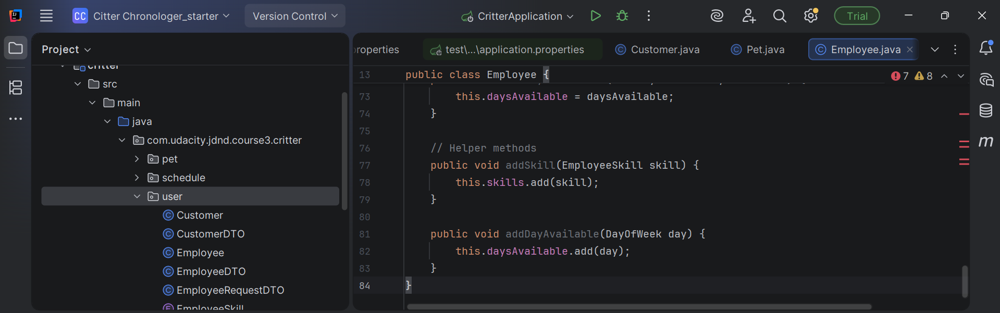 CC Citter Chronologer_starter Version Control CritterApplication Trial
Project
roperties test\...\application.properties Customer.java Pet.java Employee.java
critter
src
main
java
com.udacity.jdnd.course3.critter
pet
schedule
user
Customer
CustomerDTO
Employee
EmployeeDTO
EmployeeRequestDTO
EmployeeSkill
13 public class Employee { 7 8
73 this.daysAvailable = daysAvailable;
74 }
75
76 // Helper methods
77 public void addSkill(EmployeeSkill skill) {
78 this.skills.add(skill);
79 }
80
81 public void addDayAvailable(DayOfWeek day) {
82 this.daysAvailable.add(day);
83 }
84 }